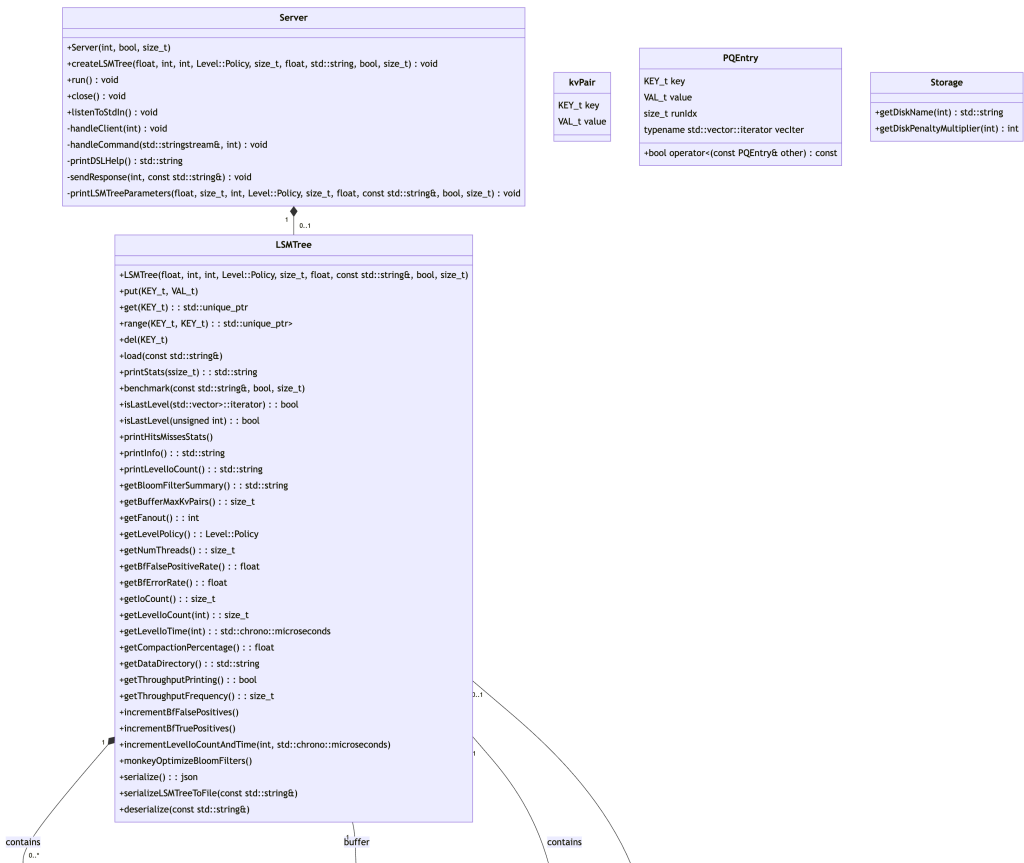 Server
+Server(int, bool, size_t)
+createLSMTree(float, int, int, Level::Policy, size_t, float, std::string, bool, size_t) : void
+run() : void
+close() : void
+listenToStdIn() : void
-handleClient(int) : void
-handleCommand(std::stringstream&, int) : void
-printDSLHelp() : std::string
-sendResponse(int, const std::string&) : void
-printLSMTreeParameters(float, size_t, int, Level::Policy, size_t, float, const std::string&, bool, size_t) : void
kvPair
KEY_t key
VAL_t value
PQEntry
KEY_t key
VAL_t value
size_t runIdx
typename std::vector::iterator vecIter
+bool operator<(const PQEntry& other) : const
Storage
+getDiskName(int) : std::string
+getDiskPenaltyMultiplier(int) : int
1
0..1
LSMTree
+LSMTree(float, int, int, Level::Policy, size_t, float, const std::string&, bool, size_t)
+put(KEY_t, VAL_t)
+get(KEY_t) : : std::unique_ptr
+range(KEY_t, KEY_t) : : std::unique_ptr>
+del(KEY_t)
+load(const std::string&)
+printStats(ssize_t) : : std::string
+benchmark(const std::string&, bool, size_t)
+isLastLevel(std::vector>::iterator) : : bool
+isLastLevel(unsigned int) : : bool
+printHitsMissesStats()
+printInfo() : : std::string
+printLevelIoCount() : : std::string
+getBloomFilterSummary() : : std::string
+getBufferMaxKvPairs() : : size_t
+getFanout() : : int
+getLevelPolicy() : : Level::Policy
+getNumThreads() : : size_t
+getBfFalsePositiveRate() : : float
+getBfErrorRate() : : float
+getIoCount() : : size_t
+getLevelIoCount(int) : : size_t
+getLevelIoTime(int) : : std::chrono::microseconds
+getCompactionPercentage() : : float
+getDataDirectory() : : std::string
+getThroughputPrinting() : : bool
+getThroughputFrequency() : : size_t
+incrementBfFalsePositives()
+incrementBfTruePositives()
+incrementLevelIoCountAndTime(int, std::chrono::microseconds)
+monkeyOptimizeBloomFilters()
+serialize() : : json
+serializeLSMTreeToFile(const std::string&)
+deserialize(const std::string&)
0..1
1
1
1
contains
buffer
contains
0..*